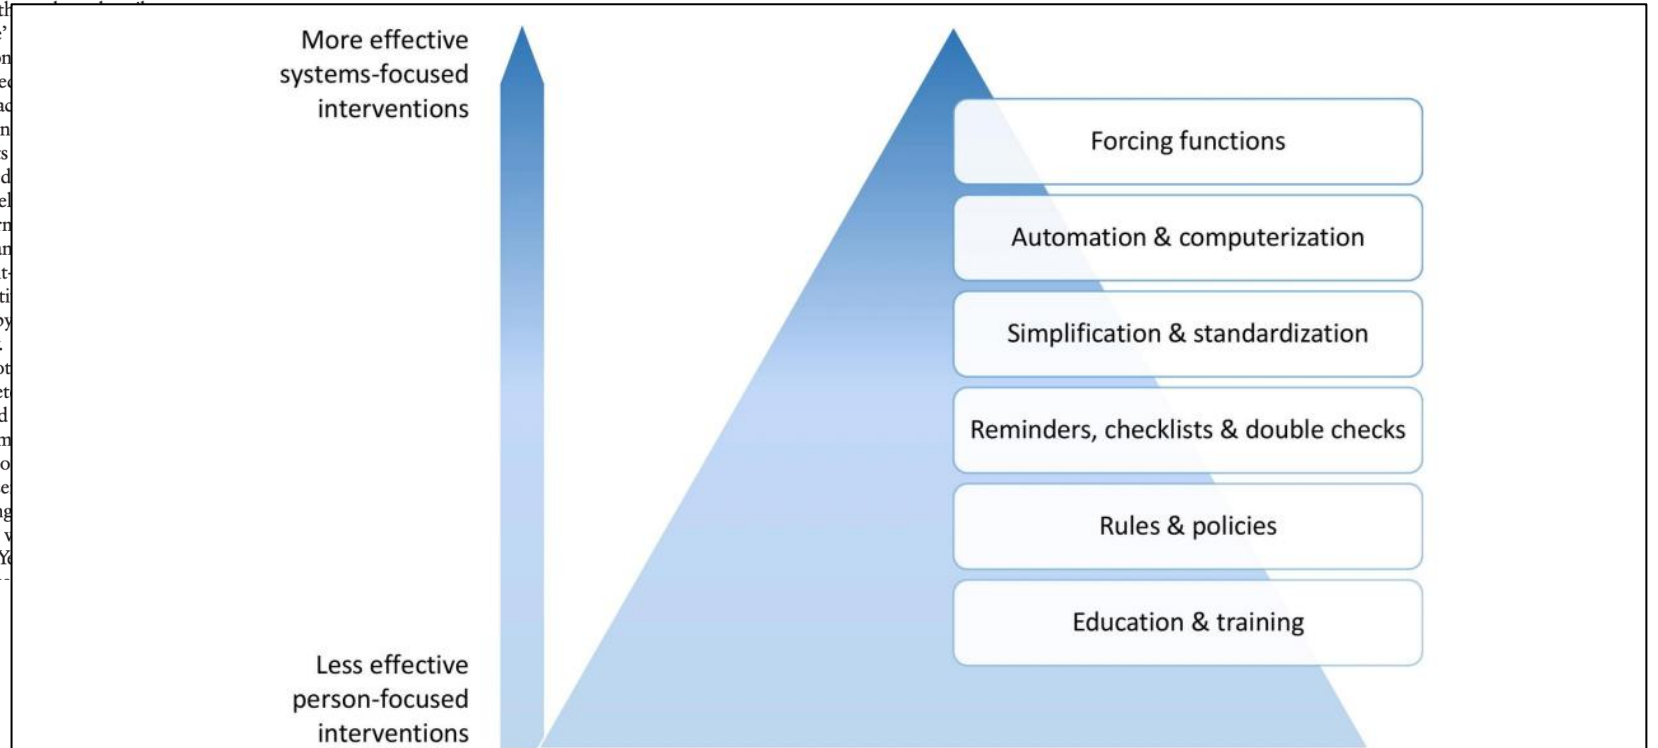 More effective
systems-focused
interventions
Forcing functions
Automation & computerization
Simplification & standardization
Reminders, checklists & double checks
Rules & policies
Education & training
Less effective
person-focused
interventions